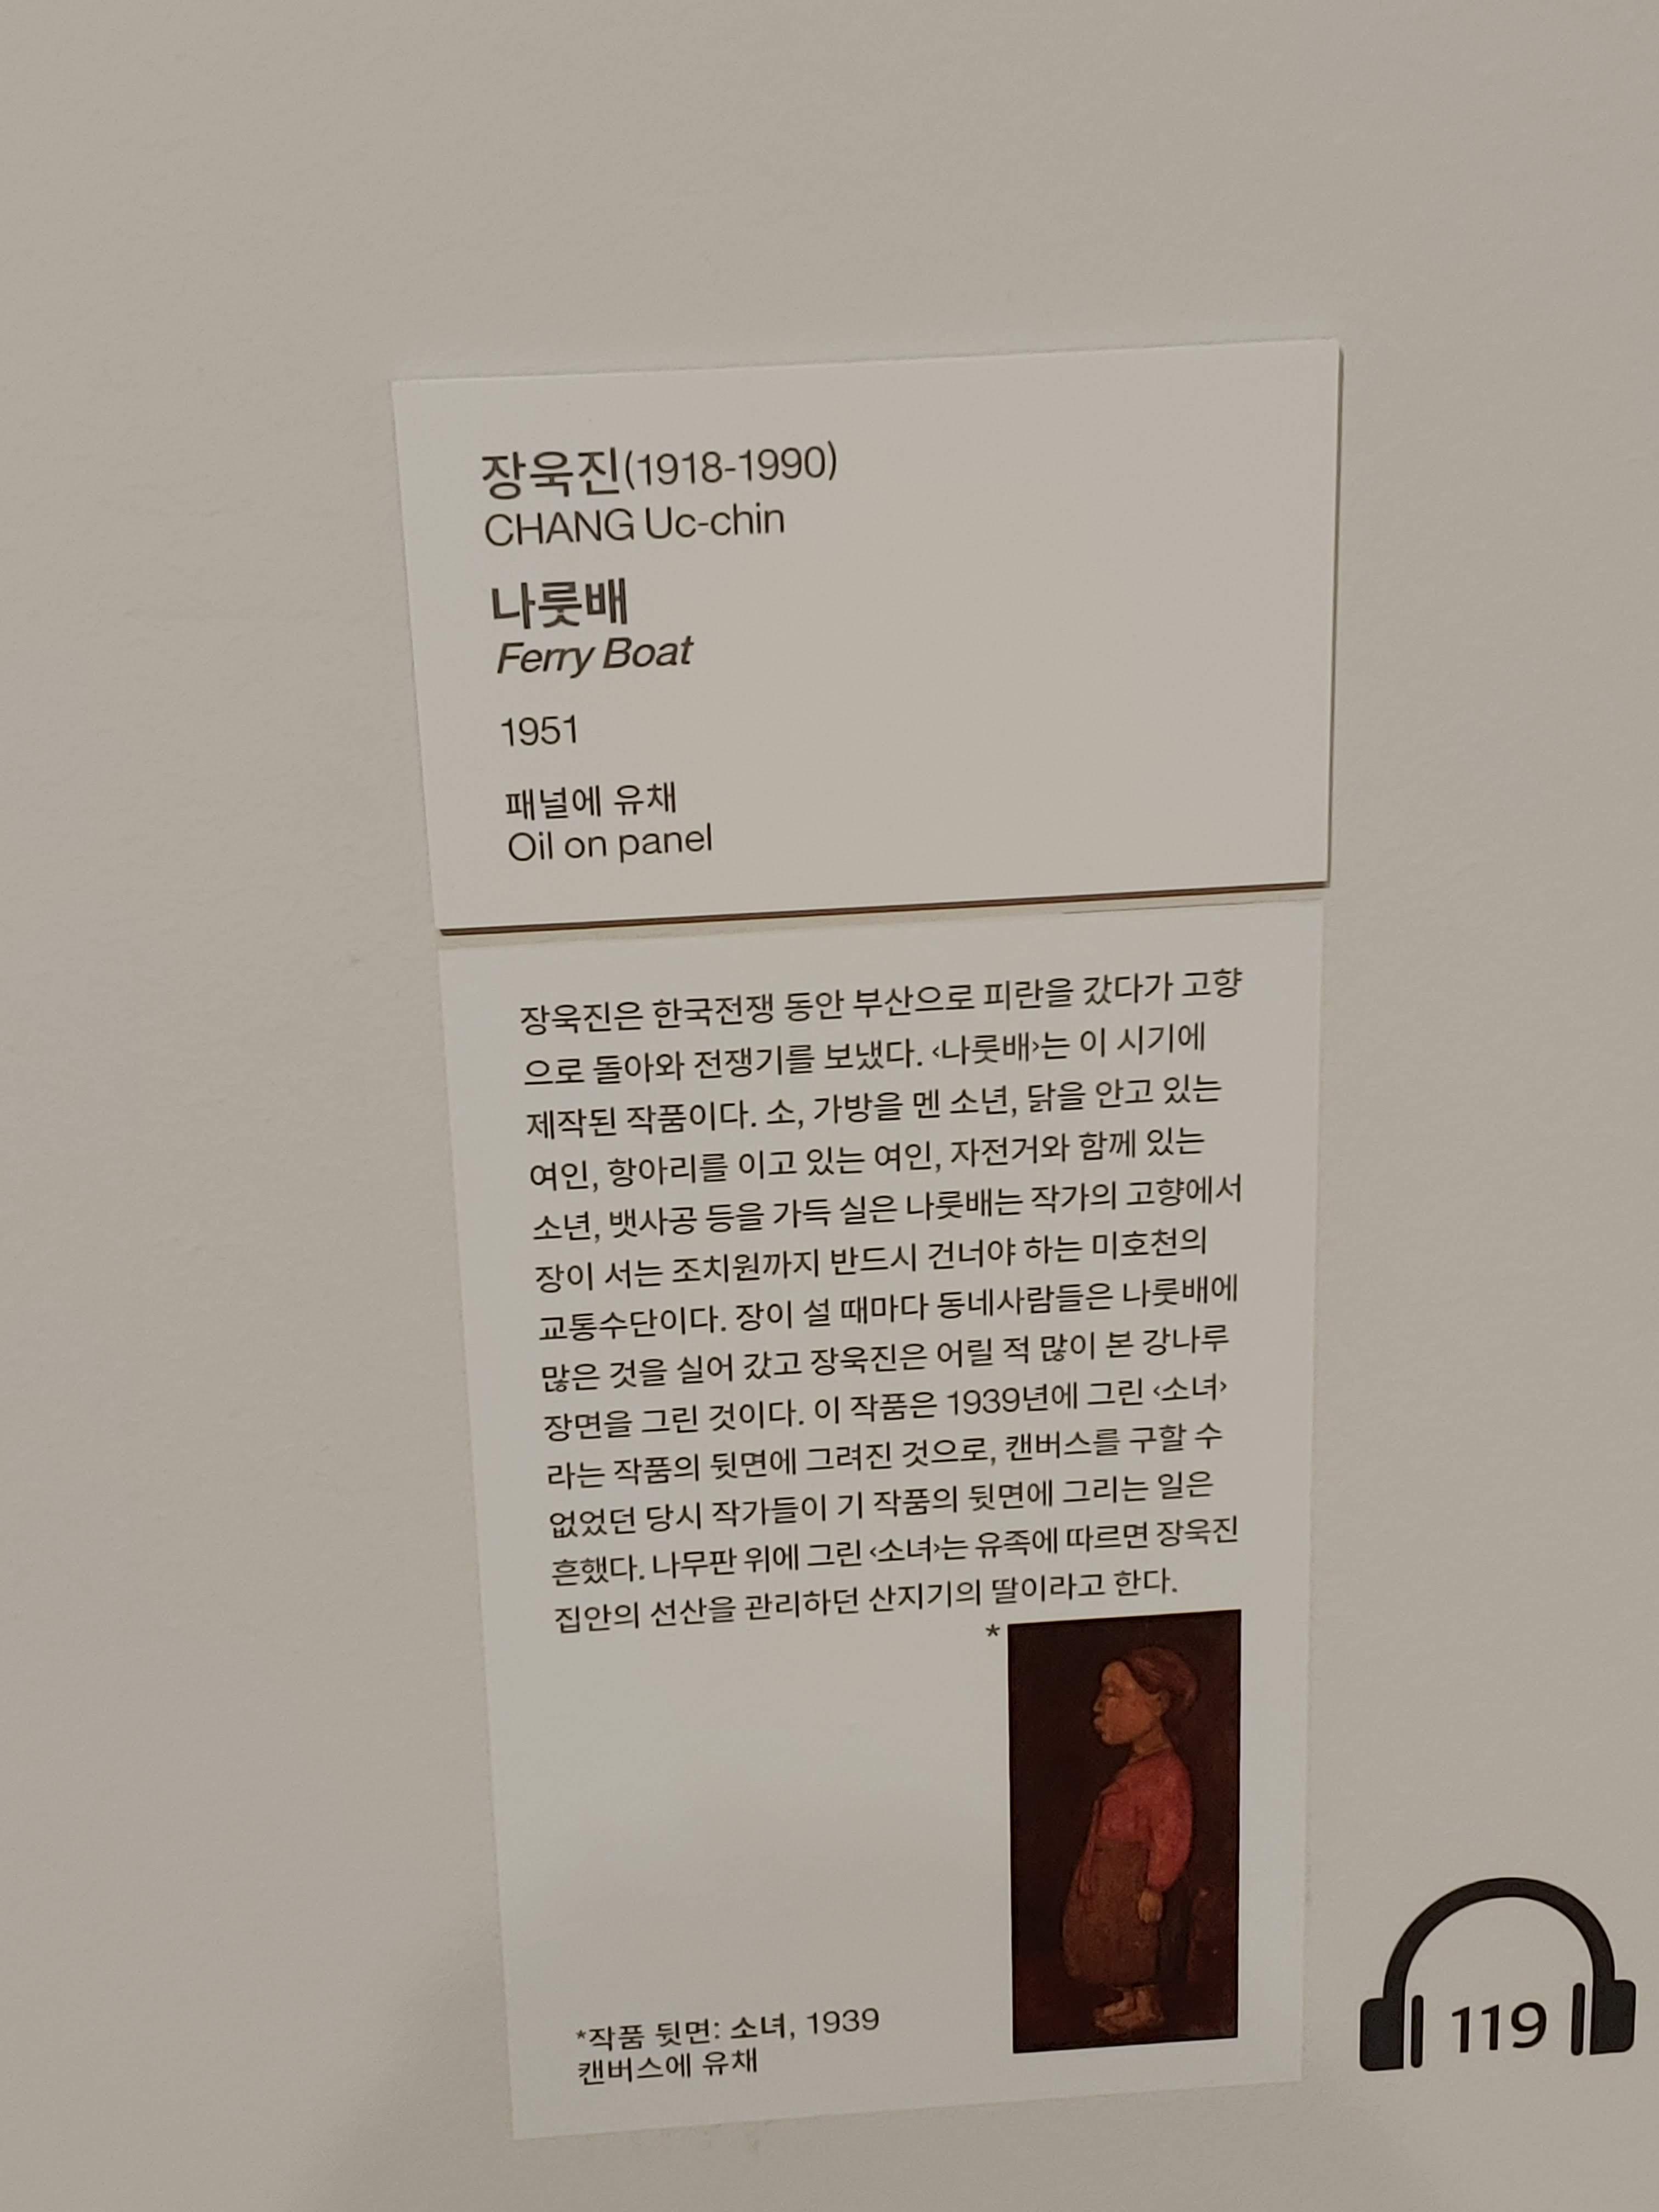 장욱진(1918-1990)
CHANG Uc-chin
나룻배
Ferry Boat
1951
패널에 유채
Oil on panel
장욱진은 한국전쟁 동안 부산으로 피란을 갔다가 고향
으로 돌아와 전쟁기를 보냈다. ‹나룻배›는 이 시기에
제작된 작품이다. 소, 가방을 멘 소년, 닭을 안고 있는
여인, 항아리를 이고 있는 여인, 자전거와 함께 있는
소년, 뱃사공 등을 가득 실은 나룻배는 작가의 고향에서
장이 서는 조치원까지 반드시 건너야 하는 미호천의
교통수단이다. 장이 설 때마다 동네사람들은 나룻배에
많은 것을 실어 갔고 장욱진은 어릴 적 많이 본 강나루
장면을 그린 것이다. 이 작품은 1939년에 그린 ‹소녀›
라는 작품의 뒷면에 그려진 것으로, 캔버스를 구할 수
없었던 당시 작가들이 기 작품의 뒷면에 그리는 일은
흔했다. 나무판 위에 그린 ‹소녀›는 유족에 따르면 장욱진
집안의 선산을 관리하던 산지기의 딸이라고 한다.
*
*작품 뒷면: 소녀, 1939
캔버스에 유채
119